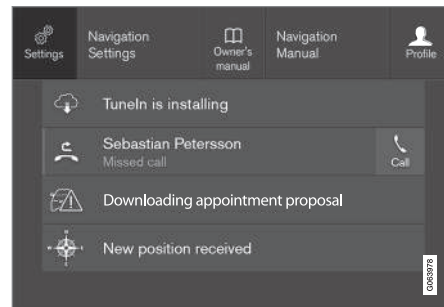 Settings
Navigation
Settings
Owner's
manual
Navigation
Manual
Profile
TuneIn is installing
Sebastian Petersson
Missed call
Call
Downloading appointment proposal
New position received
G063978